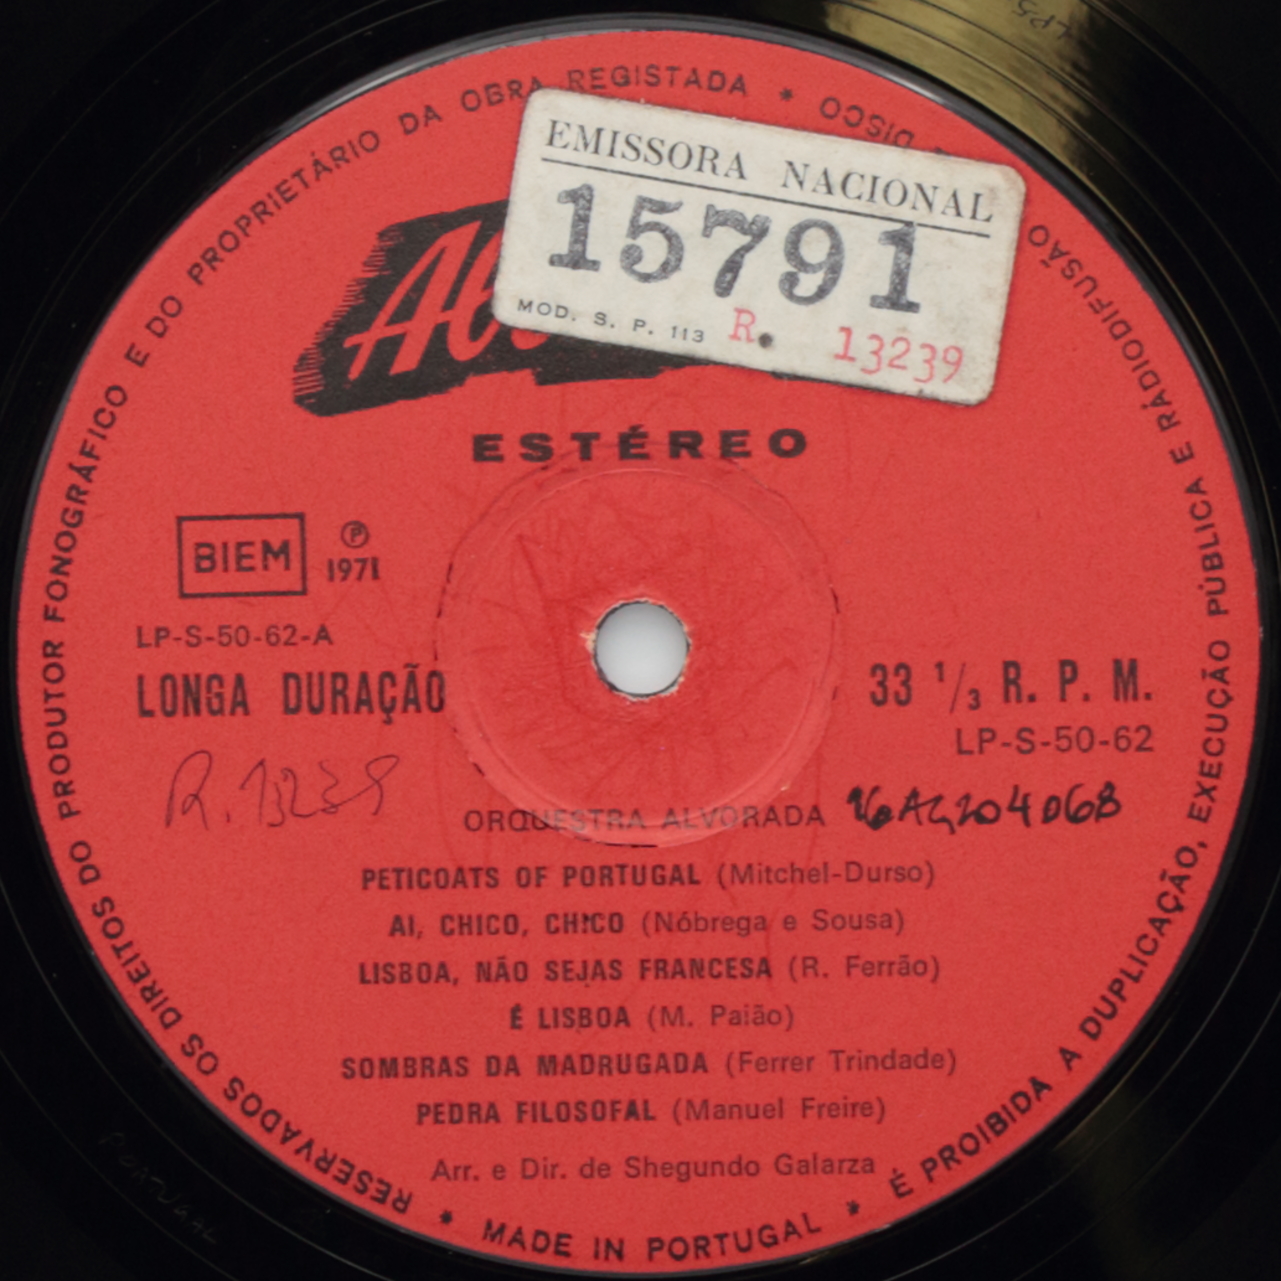 RESERVADOS OS DIREITOS DO PRODUTOR FONOGRÁFICO E DO PROPRIETÁRIO DA OBRA REGISTADA * DISCO
É PROIBIDA A DUPLICAÇÃO, EXECUÇÃO PÚBLICA E RÁDIODIFUSÃO
EMISSORA NACIONAL
15791
MOD. S. P. 113 R. 13239
ESTÉREO
BIEM ℗ 1971
LP-S-50-62-A
LONGA DURAÇÃO
33 1/3 R. P. M.
LP-S-50-62
R. 13239
ORQUESTRA ALVORADA
PETICOATS OF PORTUGAL (Mitchel-Durso)
AI, CHICO, CHICO (Nóbrega e Sousa)
LISBOA, NÃO SEJAS FRANCESA (R. Ferrão)
É LISBOA (M. Paião)
SOMBRAS DA MADRUGADA (Ferrer Trindade)
PEDRA FILOSOFAL (Manuel Freire)
Arr. e Dir. de Shegundo Galarza
* MADE IN PORTUGAL *
PORTUGAL